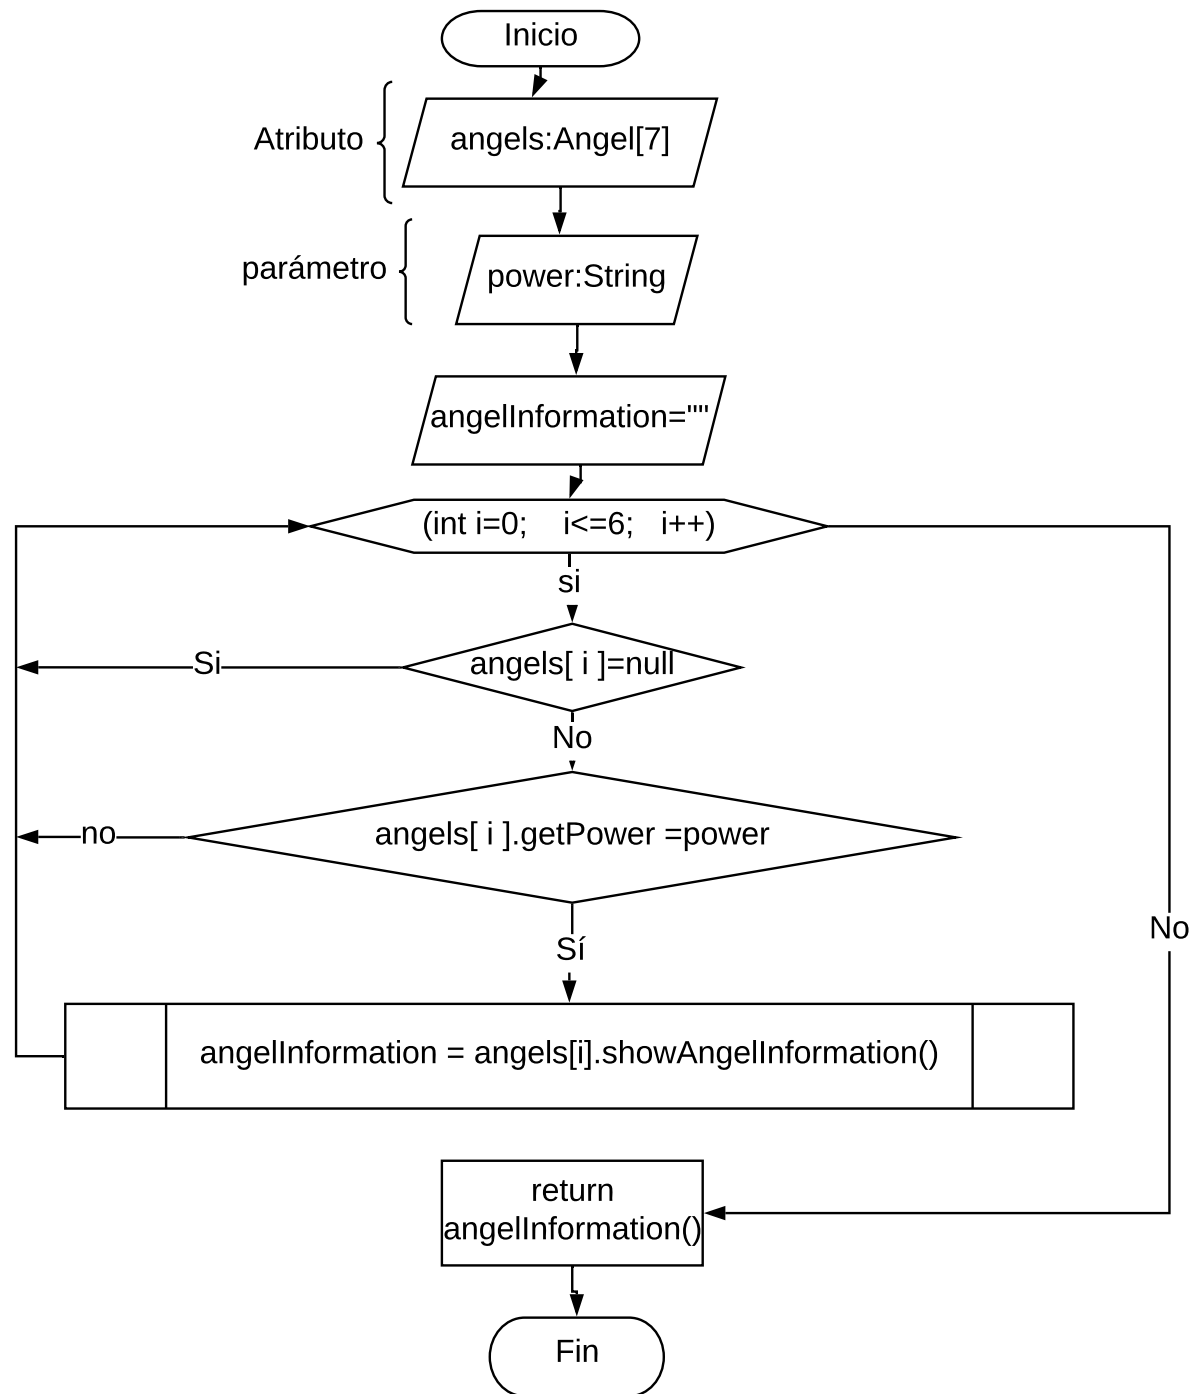 Inicio
Atributo
angels:Angel[7]
parámetro
power:String
angelInformation=""
(int i=0; i<=6; i++)
si
angels[ i ]=null
Si
No
angels[ i ].getPower =power
no
Sí
No
angelInformation = angels[i].showAngelInformation()
return
angelInformation()
Fin